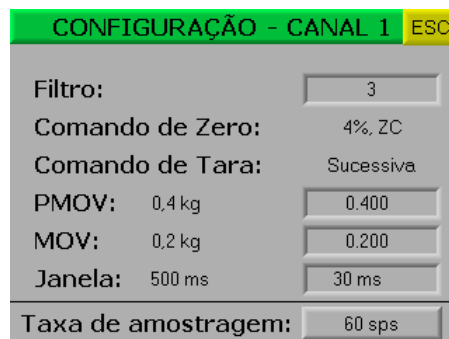 CONFIGURAÇÃO - CANAL 1 ESC
Filtro: 3
Comando de Zero: 4%, ZC
Comando de Tara: Sucessiva
PMOV: 0,4 kg 0.400
MOV: 0,2 kg 0.200
Janela: 500 ms 30 ms
Taxa de amostragem: 60 sps